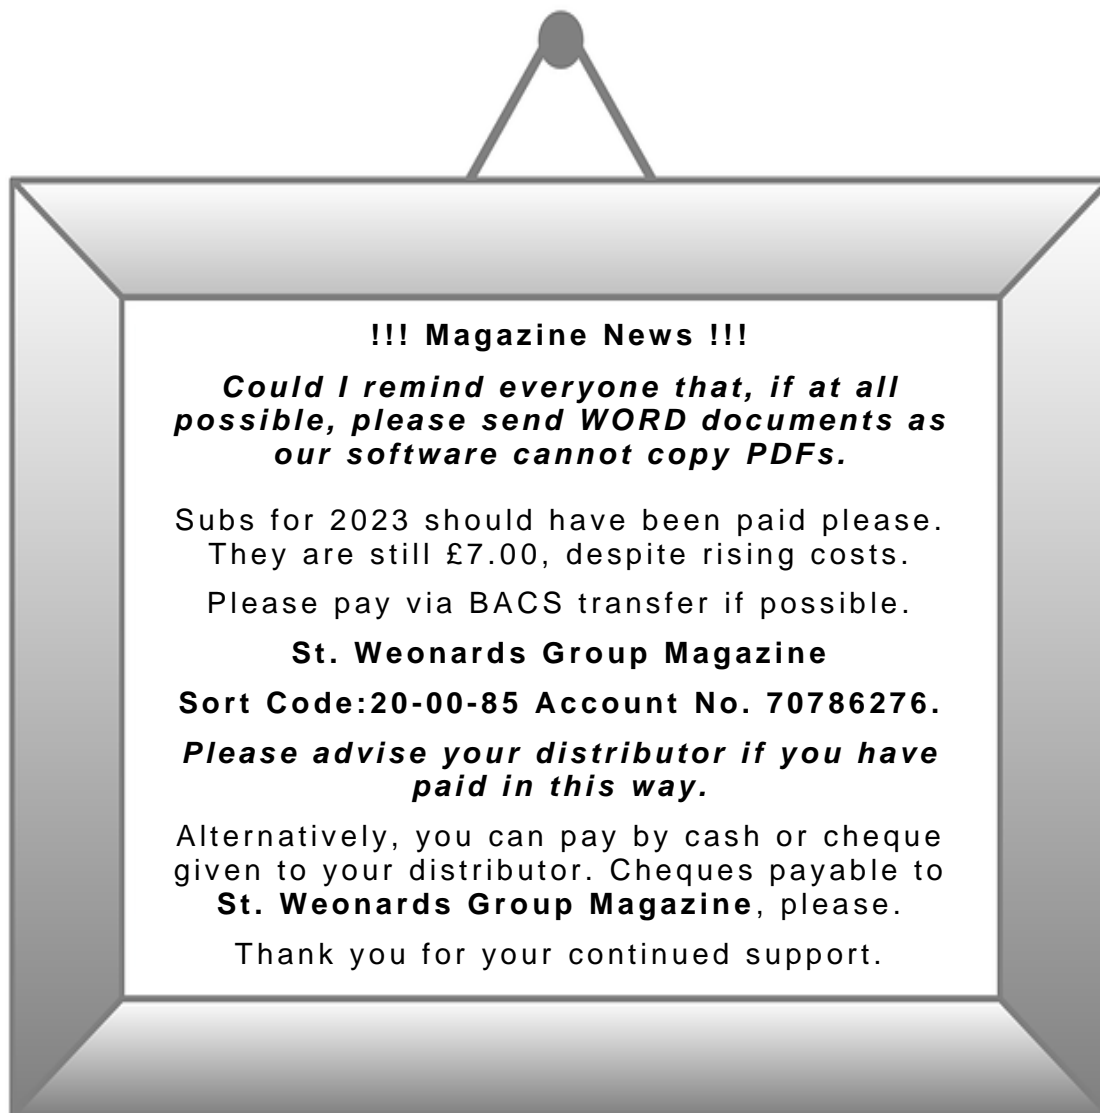 !!! Magazine News !!!
Could I remind everyone that, if at all
possible, please send WORD documents as
our software cannot copy PDFs.
Subs for 2023 should have been paid please.
They are still £7.00, despite rising costs.
Please pay via BACS transfer if possible.
St. Weonards Group Magazine
Sort Code:20-00-85 Account No. 70786276.
Please advise your distributor if you have
paid in this way.
Alternatively, you can pay by cash or cheque
given to your distributor. Cheques payable to
St. Weonards Group Magazine, please.
Thank you for your continued support.